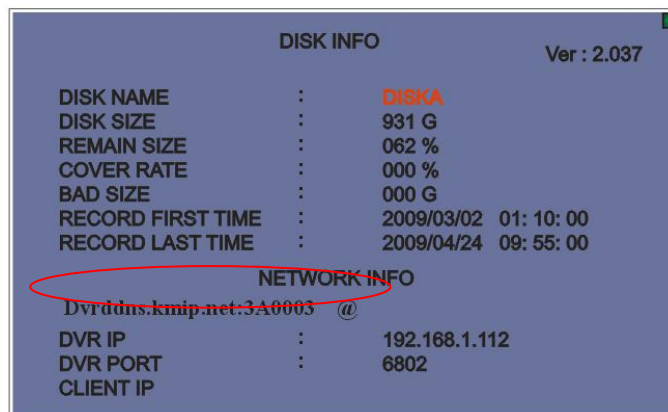 DISK INFO
Ver : 2.037
DISK NAME : DISKA
DISK SIZE : 931 G
REMAIN SIZE : 062 %
COVER RATE : 000 %
BAD SIZE : 000 G
RECORD FIRST TIME : 2009/03/02 01: 10: 00
RECORD LAST TIME : 2009/04/24 09: 55: 00
NETWORK INFO
Dvrddns.kmip.net:3A0003 @
DVR IP : 192.168.1.112
DVR PORT : 6802
CLIENT IP